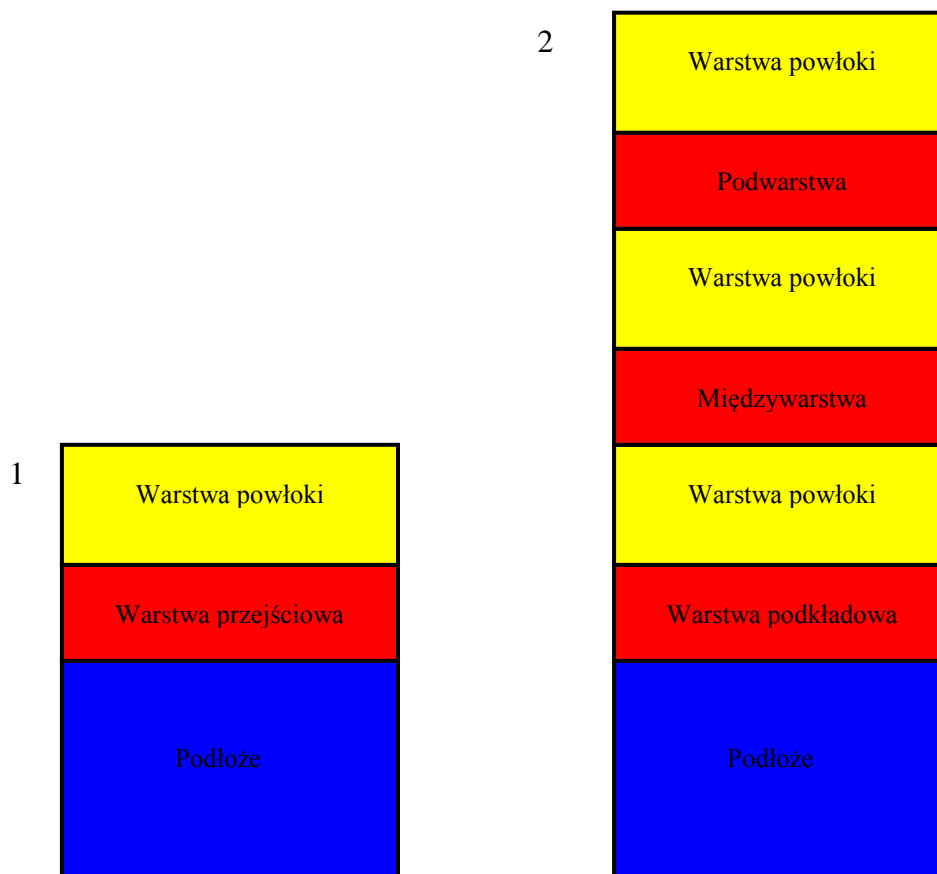 1
Warstwa powłoki
Warstwa przejściowa
Podłoże
2
Warstwa powłoki
Podwarstwa
Warstwa powłoki
Międzywarstwa
Warstwa powłoki
Warstwa podkładowa
Podłoże